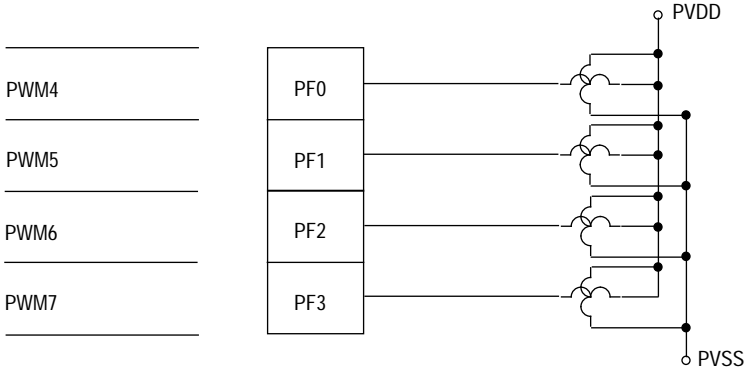 PVDD
PWM4 PF0
PWM5 PF1
PWM6 PF2
PWM7 PF3
PVSS